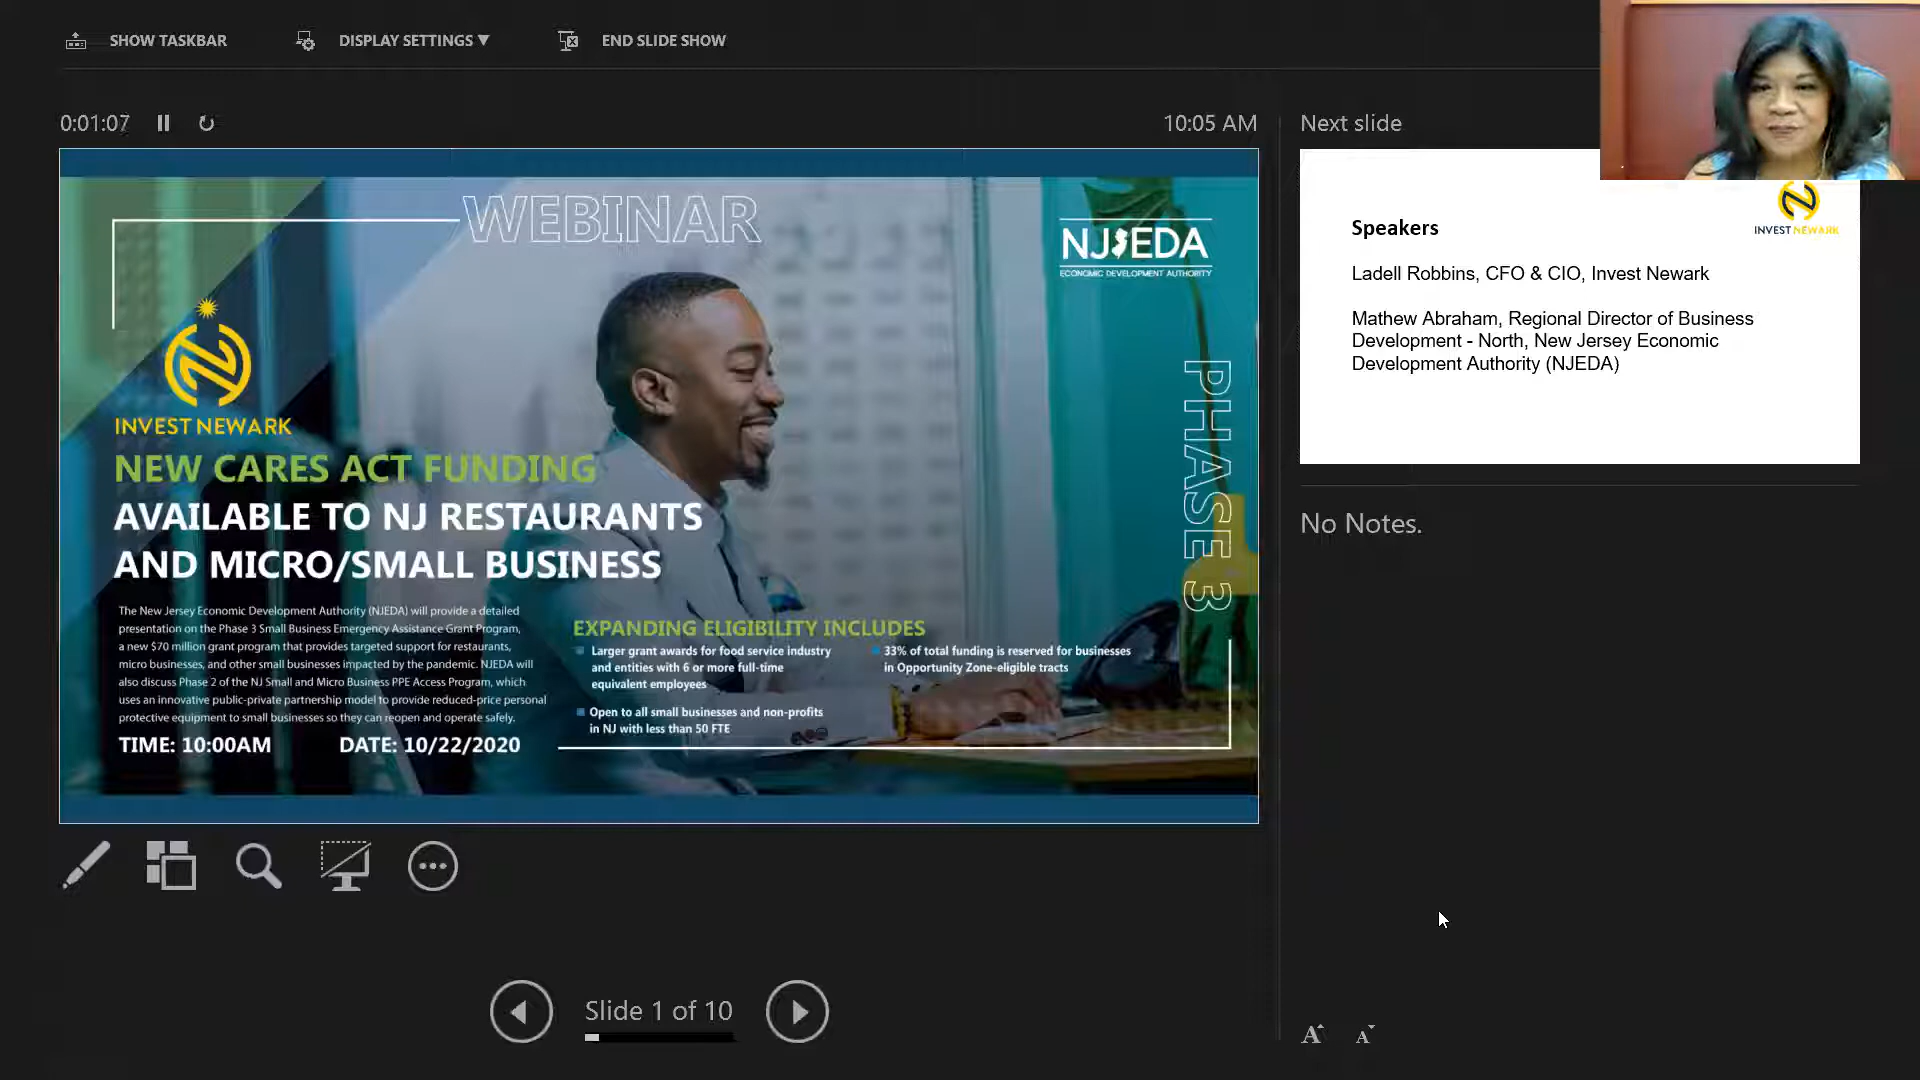 SHOW TASKBAR
DISPLAY SETTINGS ▼
END SLIDE SHOW
0:01:07
10:05 AM
WEBINAR
NJEDA
ECONOMIC DEVELOPMENT AUTHORITY
PHASE 3
INVEST NEWARK
NEW CARES ACT FUNDING
AVAILABLE TO NJ RESTAURANTS
AND MICRO/SMALL BUSINESS
The New Jersey Economic Development Authority (NJEDA) will provide a detailed
presentation on the Phase 3 Small Business Emergency Assistance Grant Program,
a new $70 million grant program that provides targeted support for restaurants,
micro businesses, and other small businesses impacted by the pandemic. NJEDA will
also discuss Phase 2 of the NJ Small and Micro Business PPE Access Program, which
uses an innovative public-private partnership model to provide reduced-price personal
protective equipment to small businesses so they can reopen and operate safely.
TIME: 10:00AM
DATE: 10/22/2020
EXPANDING ELIGIBILITY INCLUDES
Larger grant awards for food service industry
and entities with 6 or more full-time
equivalent employees
Open to all small businesses and non-profits
in NJ with less than 50 FTE
33% of total funding is reserved for businesses
in Opportunity Zone-eligible tracts
Slide 1 of 10
Next slide
INVEST NEWARK
Speakers
Ladell Robbins, CFO & CIO, Invest Newark
Mathew Abraham, Regional Director of Business
Development - North, New Jersey Economic
Development Authority (NJEDA)
No Notes.
A A